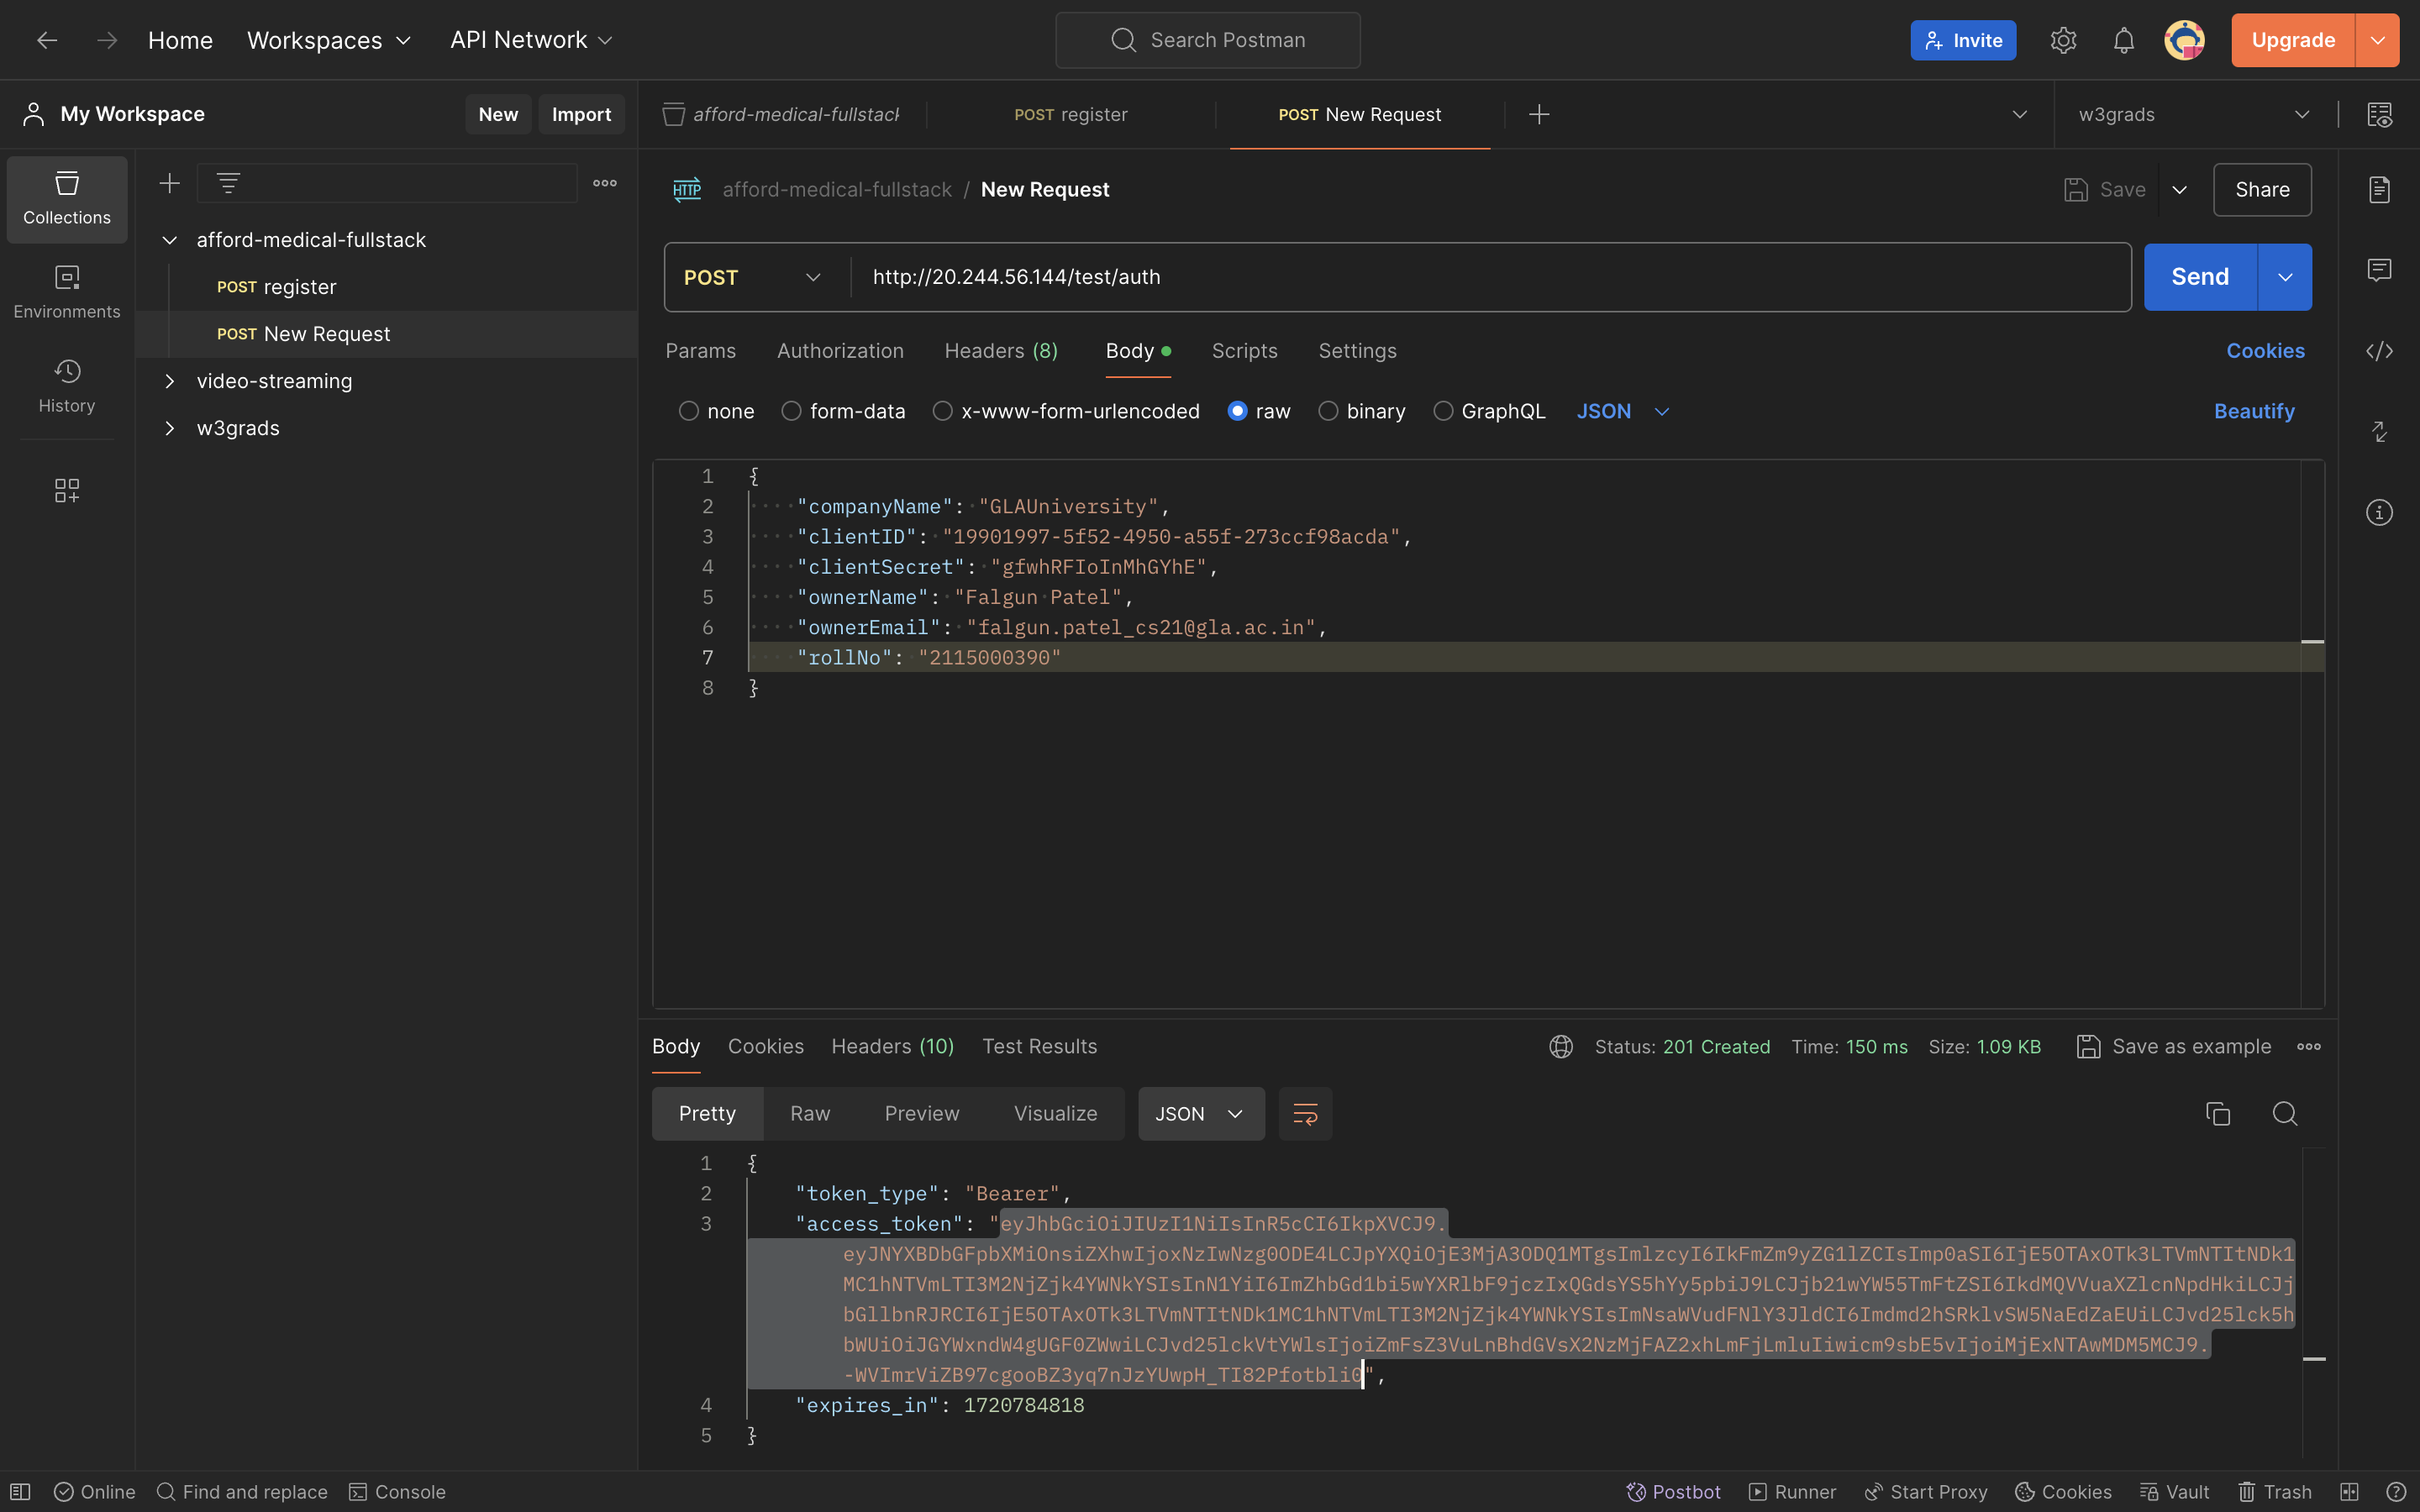 Home
Workspaces
API Network
Search Postman
Invite
Upgrade
My Workspace
New
Import
afford-medical-fullstack
POST register
POST New Request
w3grads
Collections
Environments
History
afford-medical-fullstack
POST register
POST New Request
video-streaming
w3grads
HTTP afford-medical-fullstack / New Request
Save
Share
POST
http://20.244.56.144/test/auth
Send
Params
Authorization
Headers (8)
Body
Scripts
Settings
Cookies
none
form-data
x-www-form-urlencoded
raw
binary
GraphQL
JSON
Beautify
1 {
2 "companyName": "GLAUniversity",
3 "clientID": "19901997-5f52-4950-a55f-273ccf98acda",
4 "clientSecret": "gfwhRFIoInMhGYhE",
5 "ownerName": "Falgun Patel",
6 "ownerEmail": "falgun.patel_cs21@gla.ac.in",
7 "rollNo": "2115000390"
8 }
Body
Cookies
Headers (10)
Test Results
Status: 201 Created
Time: 150 ms
Size: 1.09 KB
Save as example
Pretty
Raw
Preview
Visualize
JSON
1 {
2 "token_type": "Bearer",
3 "access_token": "eyJhbGciOiJIUzI1NiIsInR5cCI6IkpXVCJ9.
eyJNYXBDbGFpbXMiOnsiZXhwIjoxNzIwNzg0ODE4LCJpYXQiOjE3MjA3ODQ1MTgsImlzcyI6IkFmZm9yZG1lZCIsImp0aSI6IjE5OTAxOTk3LTVmNTItNDk1
MC1hNTVmLTI3M2NjZjk4YWNkYSIsInN1YiI6ImZhbGd1bi5wYXRlbF9jczIxQGdsYS5hYy5pbiJ9LCJjb21wYW55TmFtZSI6IkdMQVVuaXZlcnNpdHkiLCJj
bGllbnRJRCI6IjE5OTAxOTk3LTVmNTItNDk1MC1hNTVmLTI3M2NjZjk4YWNkYSIsImNsaWVudFNlY3JldCI6Imdmd2hSRklvSW5NaEdZaEUiLCJvd25lck5h
bWUiOiJGYWxndW4gUGF0ZWwiLCJvd25lckVtYWlsIjoiZmFsZ3VuLnBhdGVsX2NzMjFAZ2xhLmFjLmluIiwicm9sbE5vIjoiMjExNTAwMDM5MCJ9.
-WVImrViZB97cgooBZ3yq7nJzYUwpH_TI82Pfotbli0",
4 "expires_in": 1720784818
5 }
Online
Find and replace
Console
Postbot
Runner
Start Proxy
Cookies
Vault
Trash